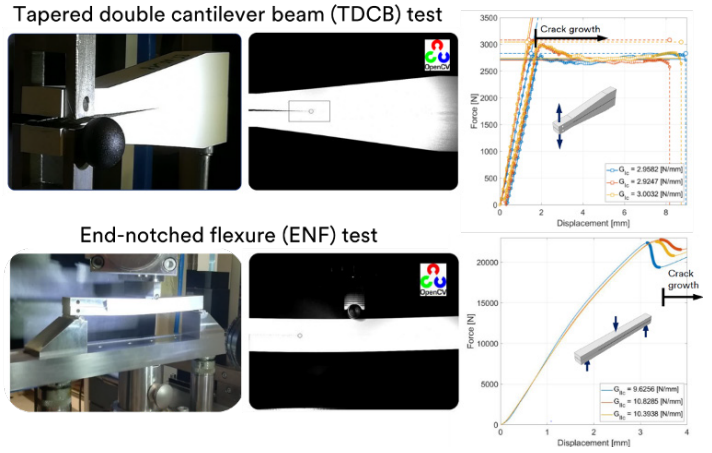 Tapered double cantilever beam (TDCB) test
OpenCV
3500
3000
2500
2000
1500
1000
500
0
Force [N]
Crack growth
G_Ic = 2.9582 [N/mm]
G_Ic = 2.9247 [N/mm]
G_Ic = 3.0032 [N/mm]
0 2 4 6 8
Displacement [mm]
End-notched flexure (ENF) test
OpenCV
20000
15000
10000
5000
0
Force [N]
Crack
growth
G_IIc = 9.6256 [N/mm]
G_IIc = 10.8285 [N/mm]
G_IIc = 10.3938 [N/mm]
0 1 2 3 4
Displacement [mm]